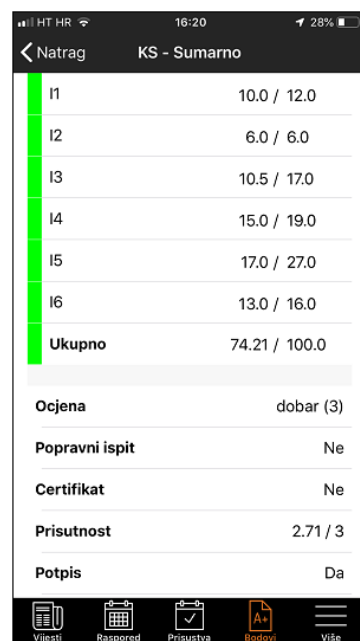 HT HR 16:20 28%
Natrag KS - Sumarno
I1 10.0 / 12.0
I2 6.0 / 6.0
I3 10.5 / 17.0
I4 15.0 / 19.0
I5 17.0 / 27.0
I6 13.0 / 16.0
Ukupno 74.21 / 100.0
Ocjena dobar (3)
Popravni ispit Ne
Certifikat Ne
Prisutnost 2.71 / 3
Potpis Da
A+
Vijesti Raspored Prisustva Bodovi Više